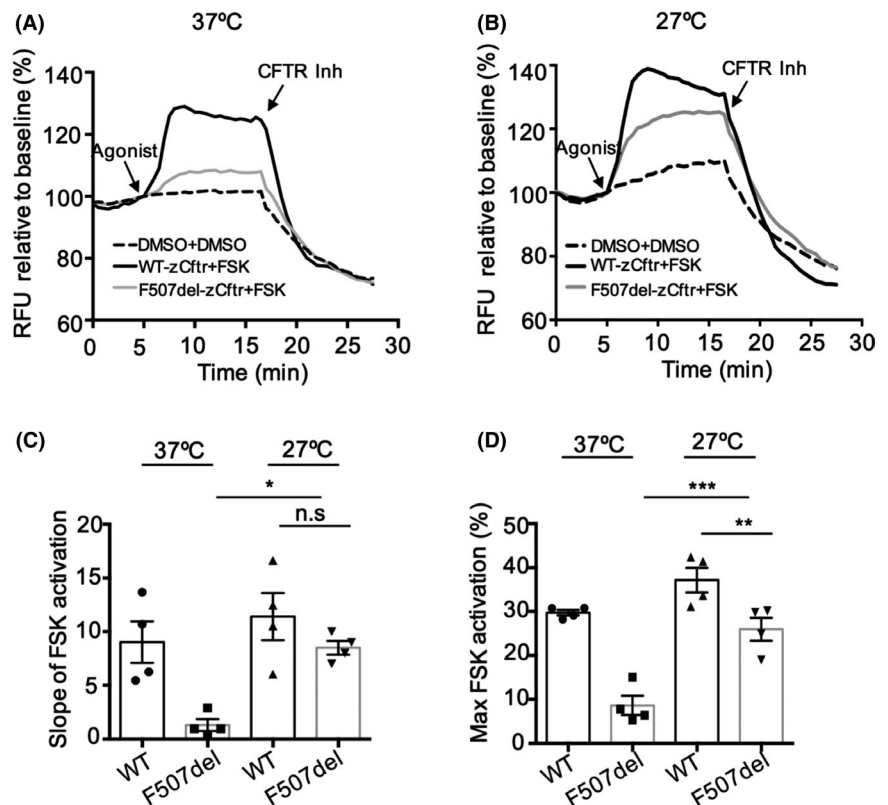 (A)
37ºC
RFU relative to baseline (%)
140
120
100
80
60
Agonist
CFTR Inh
DMSO+DMSO
WT-zCftr+FSK
F507del-zCftr+FSK
0 5 10 15 20 25 30
Time (min)
(B)
27ºC
RFU relative to baseline (%)
140
120
100
80
60
Agonist
CFTR Inh
DMSO+DMSO
WT-zCftr+FSK
F507del-zCftr+FSK
0 5 10 15 20 25 30
Time (min)
(C)
37ºC 27ºC
*
n.s
Slope of FSK activation
20
15
10
5
0
WT F507del WT F507del
(D)
37ºC 27ºC
***
**
Max FSK activation (%)
50
40
30
20
10
0
WT F507del WT F507del